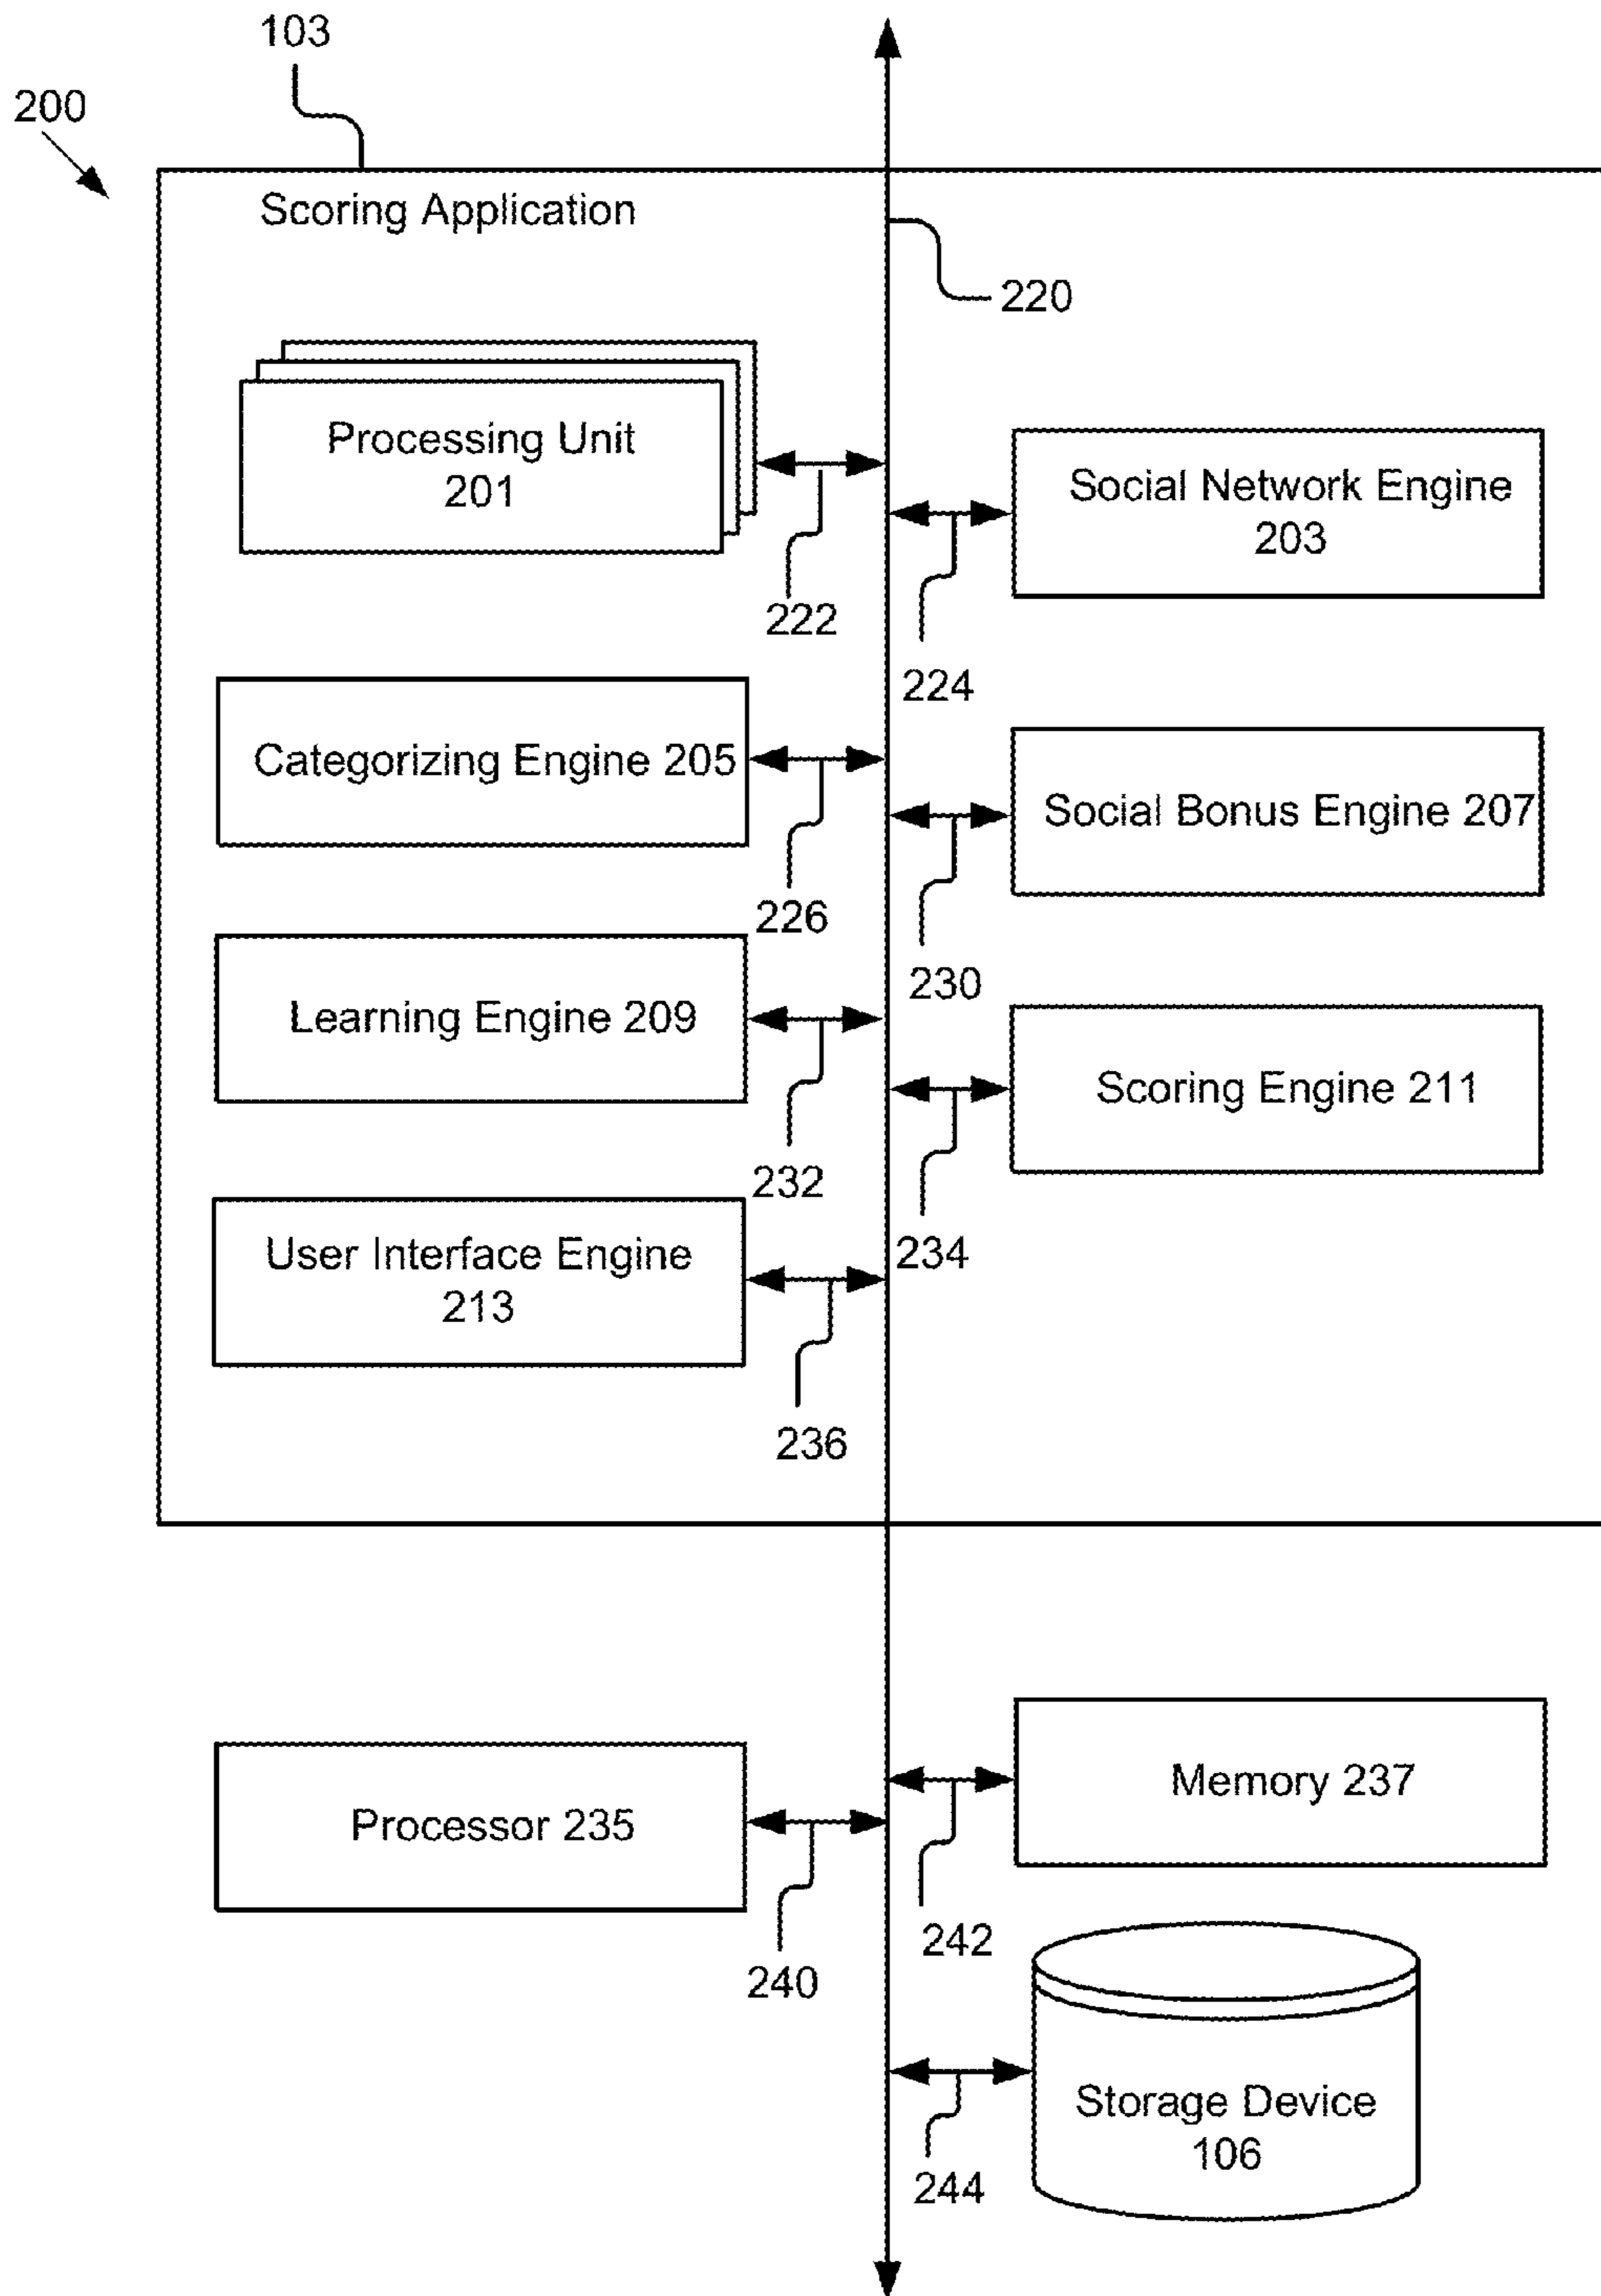 103
200
Scoring Application
220
Processing Unit
201
Social Network Engine
203
222
224
Categorizing Engine 205
Social Bonus Engine 207
226
230
Learning Engine 209
Scoring Engine 211
232
234
User Interface Engine
213
236
Memory 237
Processor 235
242
240
Storage Device
106
244